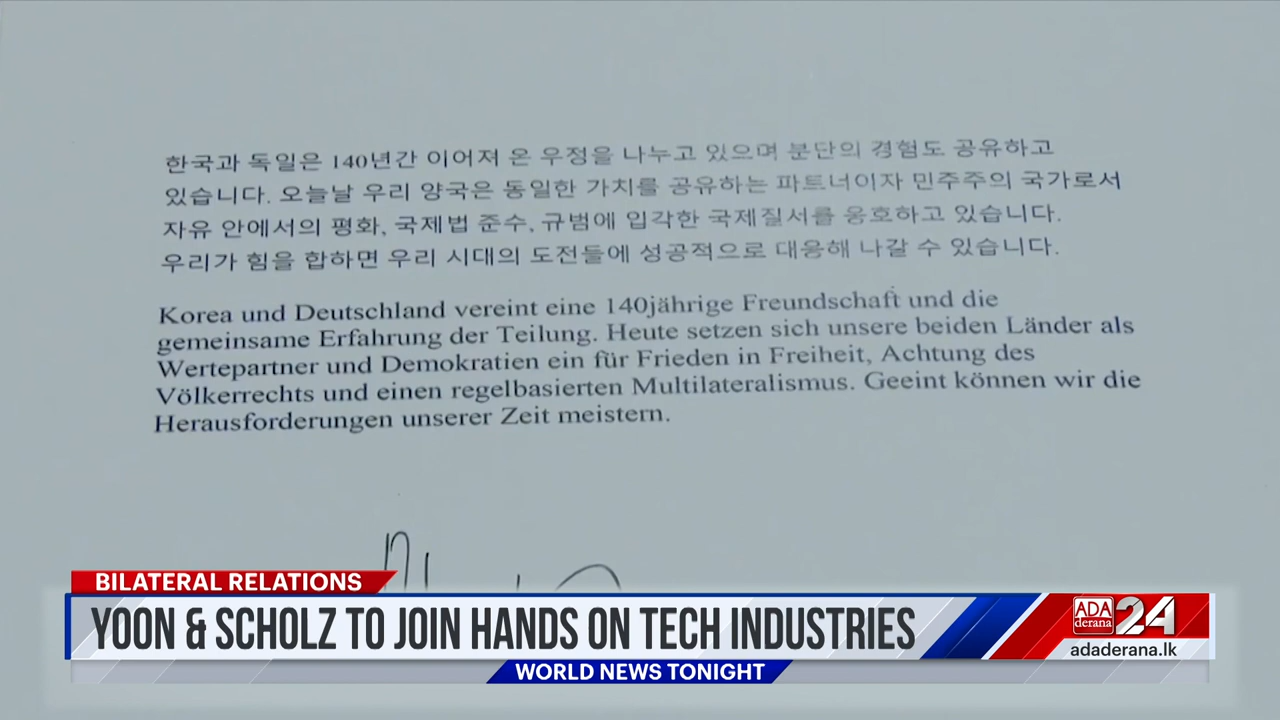 한국과 독일은 140년간 이어져 온 우정을 나누고 있으며 분단의 경험도 공유하고
있습니다. 오늘날 우리 양국은 동일한 가치를 공유하는 파트너이자 민주주의 국가로서
자유 안에서의 평화, 국제법 준수, 규범에 입각한 국제질서를 옹호하고 있습니다.
우리가 힘을 합하면 우리 시대의 도전들에 성공적으로 대응해 나갈 수 있습니다.
Korea und Deutschland vereint eine 140jährige Freundschaft und die
gemeinsame Erfahrung der Teilung. Heute setzen sich unsere beiden Länder als
Wertepartner und Demokratien ein für Frieden in Freiheit, Achtung des
Völkerrechts und einen regelbasierten Multilateralismus. Geeint können wir die
Herausforderungen unserer Zeit meistern.
BILATERAL RELATIONS
YOON & SCHOLZ TO JOIN HANDS ON TECH INDUSTRIES
ADA
derana
24
adaderana.lk
WORLD NEWS TONIGHT